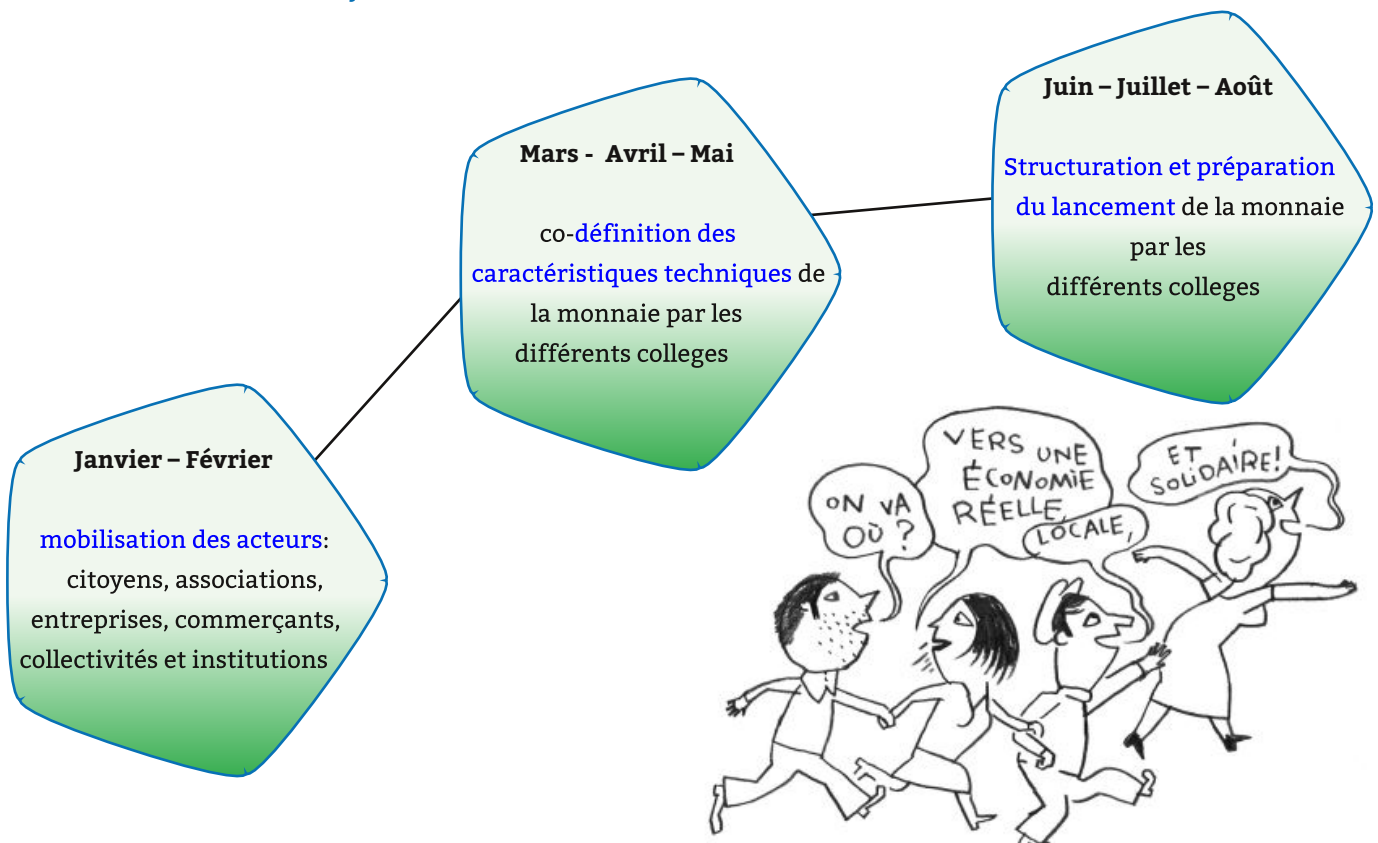 Janvier – Février
mobilisation des acteurs:
citoyens, associations,
entreprises, commerçants,
collectivités et institutions
Mars - Avril – Mai
co-définition des
caractéristiques techniques de
la monnaie par les
différents colleges
Juin – Juillet – Août
Structuration et préparation
du lancement de la monnaie
par les
différents colleges
ON VA
OÙ ?
VERS UNE
ÉCONOMIE
RÉELLE,
LOCALE,
ET
SOLIDAIRE!